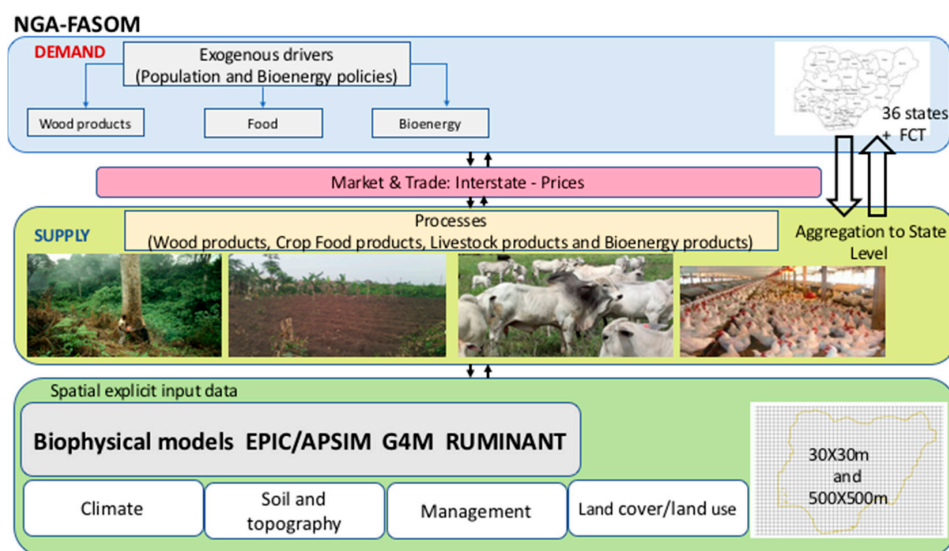 NGA-FASOM
DEMAND
Exogenous drivers
(Population and Bioenergy policies)
Wood products
Food
Bioenergy
36 states
+ FCT
Market & Trade: Interstate - Prices
Processes
(Wood products, Crop Food products, Livestock products and Bioenergy products)
SUPPLY
Aggregation to State
Level
Spatial explicit input data
Biophysical models EPIC/APSIM G4M RUMINANT
Climate
Soil and
topography
Management
Land cover/land use
30X30m
and
500X500m